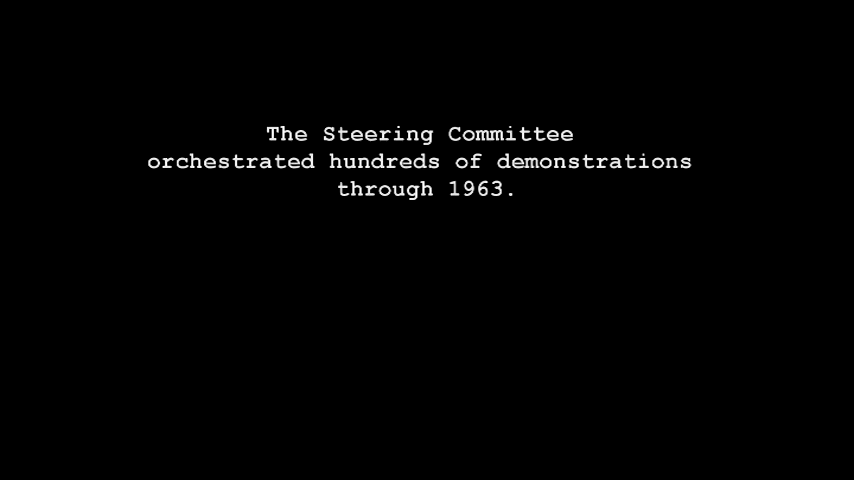 The Steering Committee
orchestrated hundreds of demonstrations
through 1963.